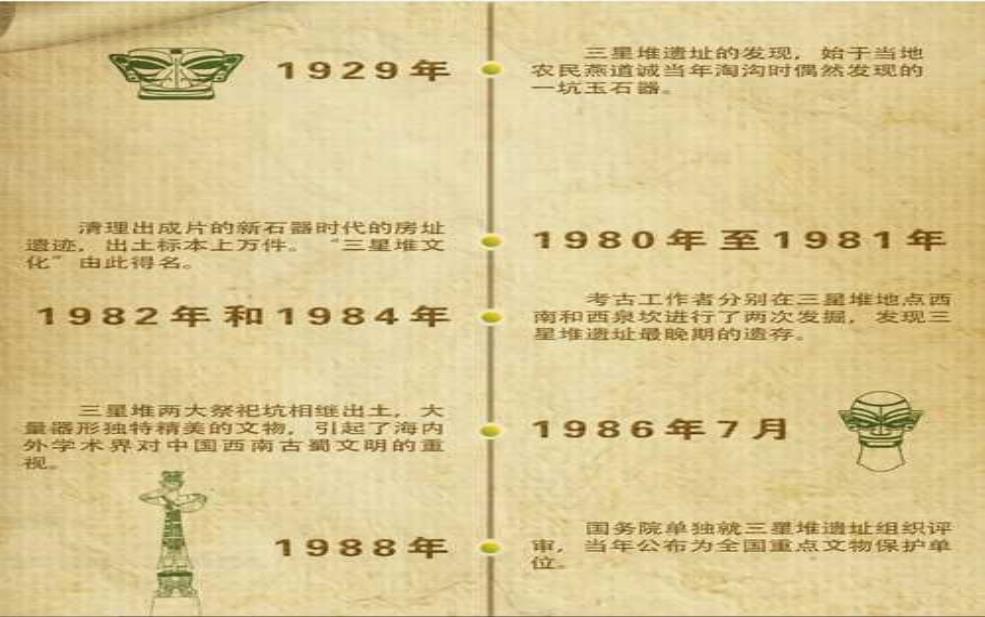 1929年
三星堆遗址的发现，始于当地
农民燕道诚当年淘沟时偶然发现的
一坑玉石器。
1980年至1981年
清理出成片的新石器时代的房址
遗迹，出土标本上万件。“三星堆文
化”由此得名。
1982年和1984年
考古工作者分别在三星堆地点西
南和西泉坎进行了两次发掘，发现三
星堆遗址最晚期的遗存。
1986年7月
三星堆两大祭祀坑相继出土，大
量器形独特精美的文物，引起了海内
外学术界对中国西南古蜀文明的重
视。
1988年
国务院单独就三星堆遗址组织评
审，当年公布为全国重点文物保护单
位。